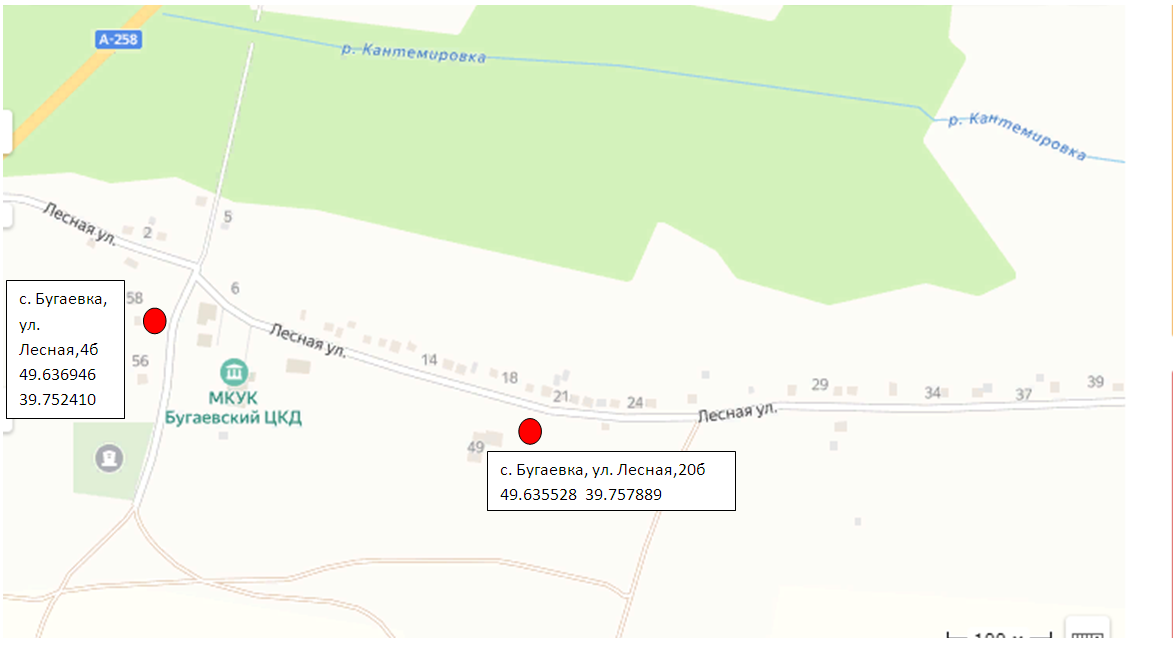 А-258
р. Кантемировка
р. Кантемировка
Лесная ул.
2
5
58
6
с. Бугаевка,
ул.
Лесная,4б
49.636946
39.752410
56
Лесная ул.
МКУК
Бугаевский ЦКД
14
18
21
24
Лесная ул.
29
34
37
39
49
с. Бугаевка, ул. Лесная,20б
49.635528 39.757889